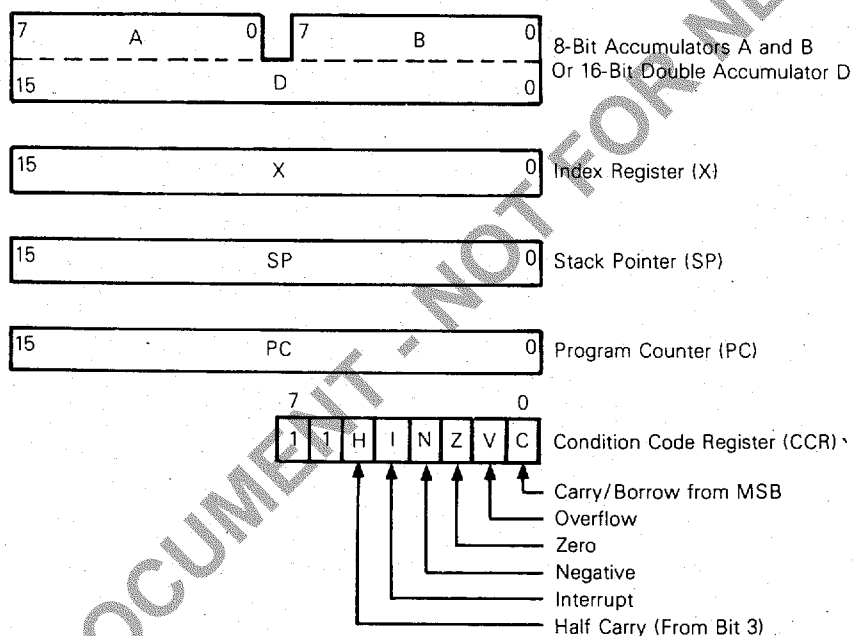 7 A 0 7 B 0
8-Bit Accumulators A and B
15 D 0
Or 16-Bit Double Accumulator D
15 X 0 Index Register (X)
15 SP 0 Stack Pointer (SP)
15 PC 0 Program Counter (PC)
7 0
1 1 H I N Z V C Condition Code Register (CCR)
Carry/Borrow from MSB
Overflow
Zero
Negative
Interrupt
Half Carry (From Bit 3)
OCUMENT - NOT FOR NE